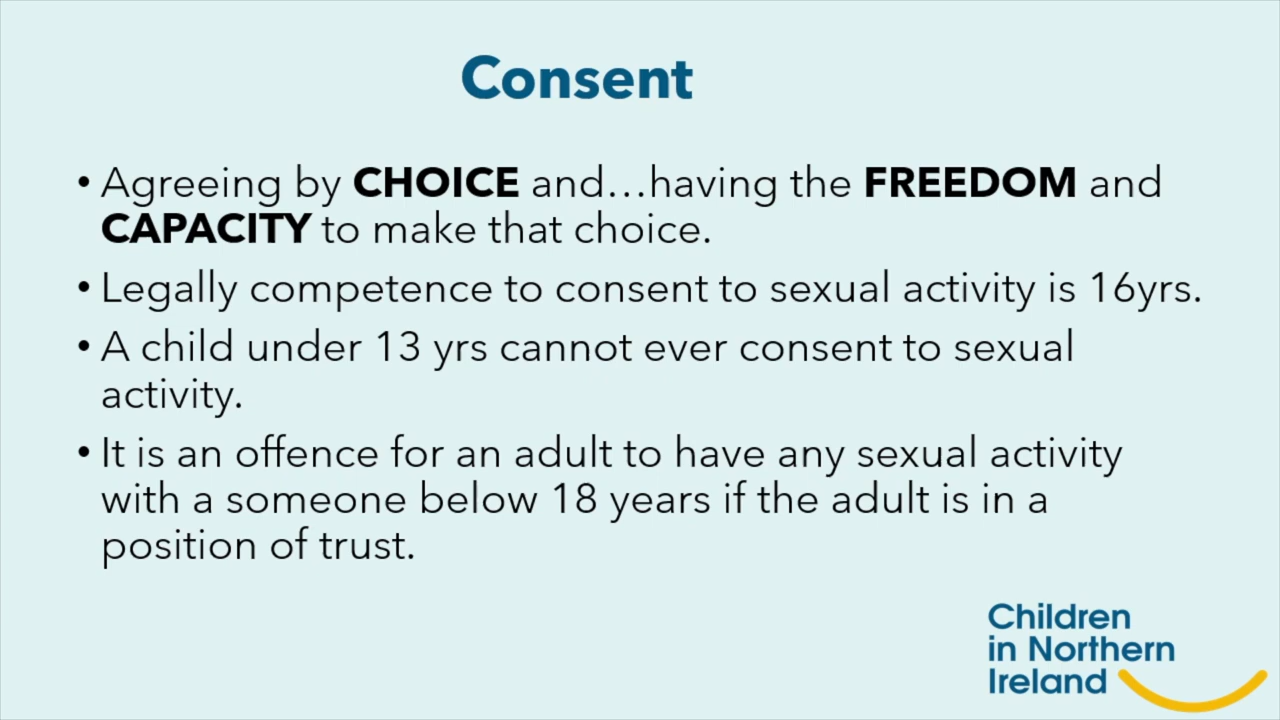 Consent
• Agreeing by CHOICE and...having the FREEDOM and
CAPACITY to make that choice.
• Legally competence to consent to sexual activity is 16yrs.
• A child under 13 yrs cannot ever consent to sexual
activity.
• It is an offence for an adult to have any sexual activity
with a someone below 18 years if the adult is in a
position of trust.
Children
in Northern
Ireland